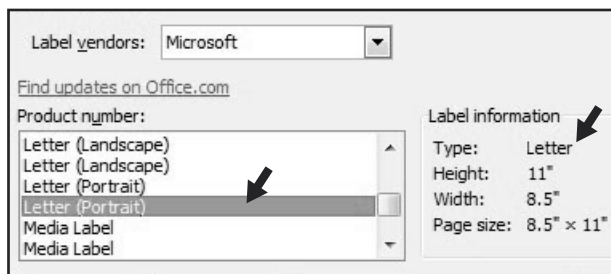 Label vendors: Microsoft
Find updates on Office.com
Product number:
Letter (Landscape)
Letter (Landscape)
Letter (Portrait)
Letter (Portrait)
Media Label
Media Label
Label information
Type: Letter
Height: 11"
Width: 8.5"
Page size: 8.5" × 11"